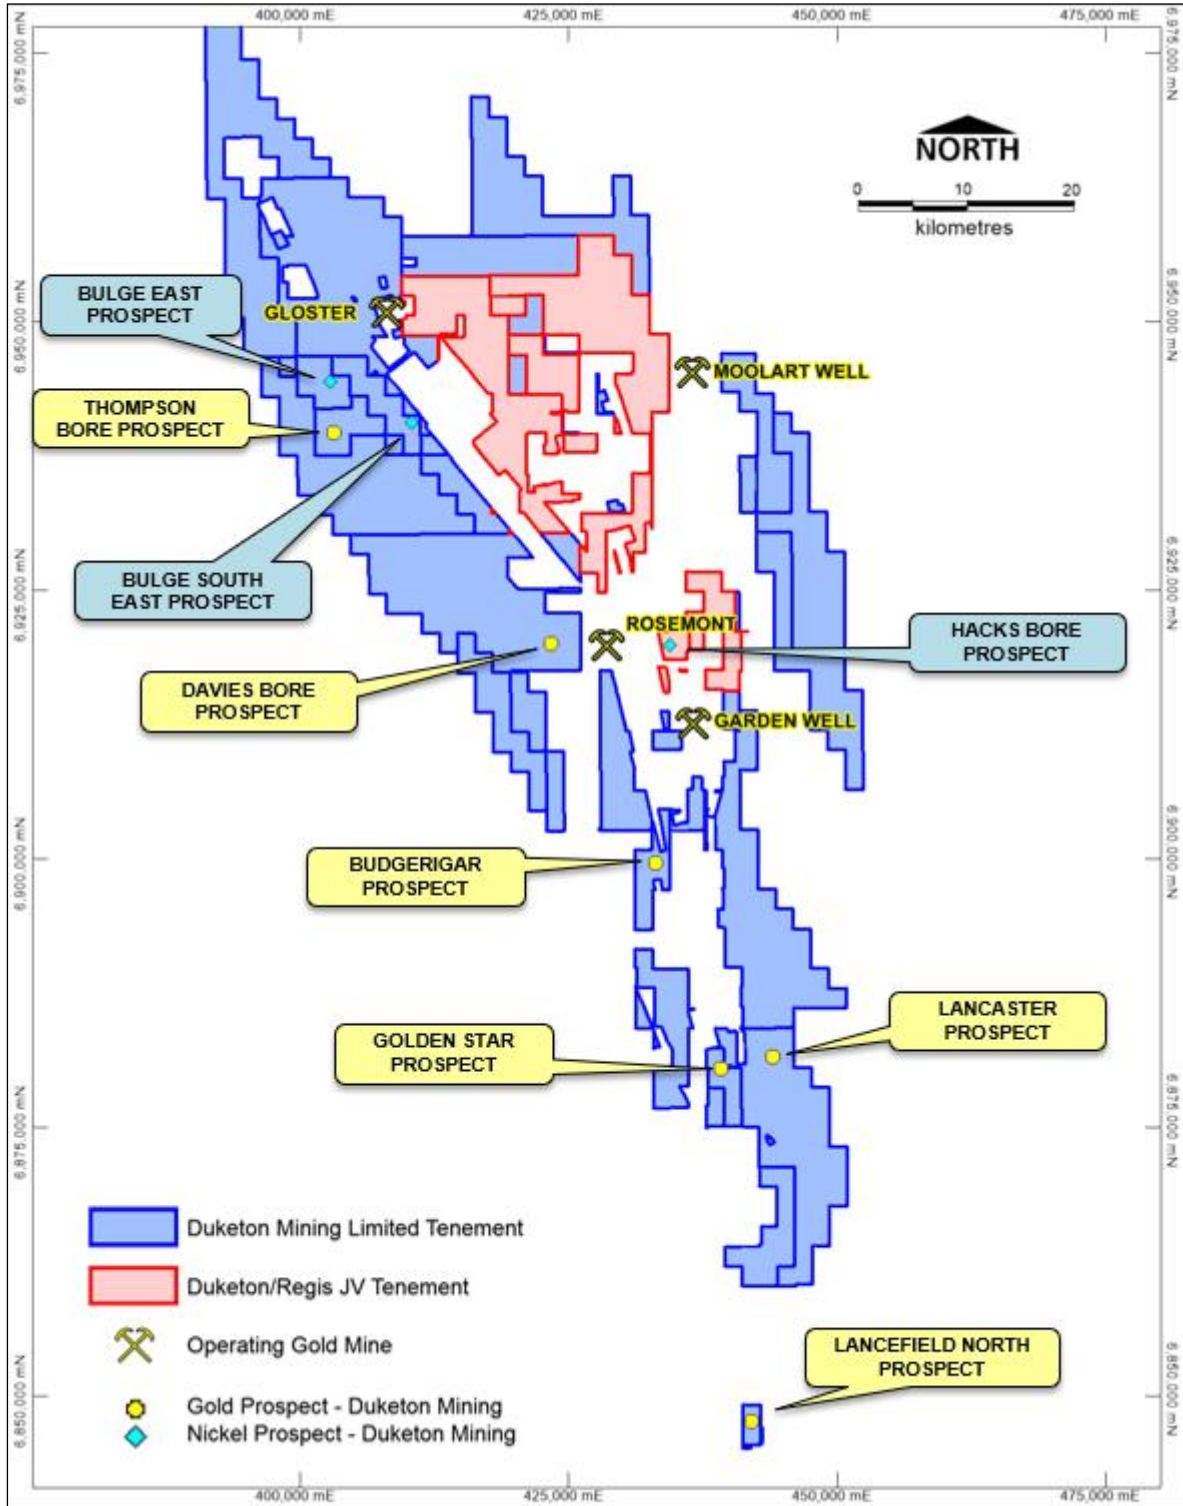 400,000 mE
425,000 mE
450,000 mE
475,000 mE
6,975,000 mN
6,975,000 mN
NORTH
0 10 20
kilometres
BULGE EAST
PROSPECT
GLOSTER
6,950,000 mN
6,950,000 mN
MOOLART WELL
THOMPSON
BORE PROSPECT
BULGE SOUTH
EAST PROSPECT
6,925,000 mN
6,925,000 mN
ROSEMONT
HACKS BORE
PROSPECT
DAVIES BORE
PROSPECT
GARDEN WELL
BUDGERIGAR
PROSPECT
6,900,000 mN
6,900,000 mN
LANCASTER
PROSPECT
GOLDEN STAR
PROSPECT
6,875,000 mN
6,875,000 mN
Duketon Mining Limited Tenement
Duketon/Regis JV Tenement
Operating Gold Mine
Gold Prospect - Duketon Mining
Nickel Prospect - Duketon Mining
LANCEFIELD NORTH
PROSPECT
6,850,000 mN
6,850,000 mN
400,000 mE
425,000 mE
450,000 mE
475,000 mE